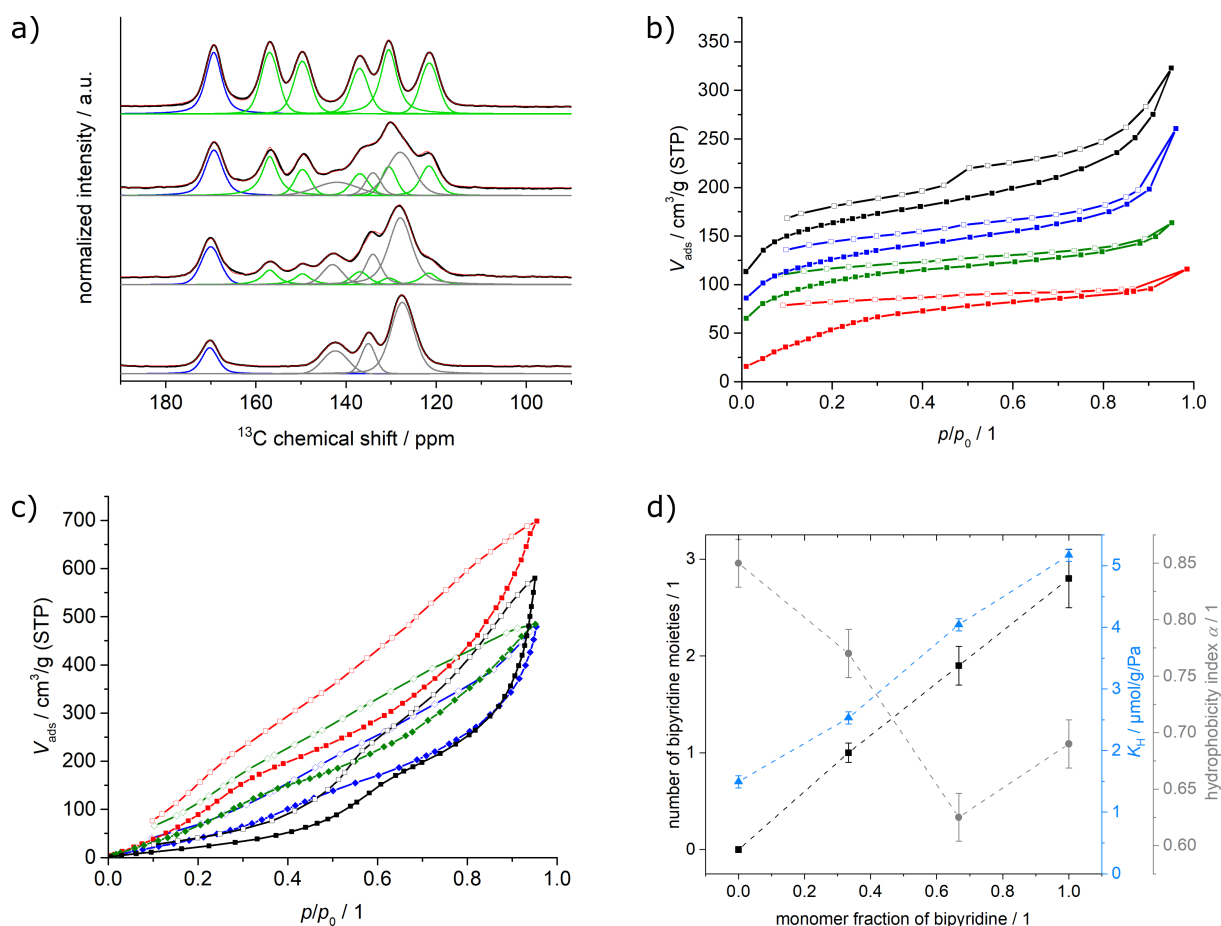 a)
normalized intensity / a.u.
180 160 140 120 100
¹³C chemical shift / ppm
b)
V_ads / cm³/g (STP)
350
300
250
200
150
100
50
0
0.0 0.2 0.4 0.6 0.8 1.0
p/p₀ / 1
c)
V_ads / cm³/g (STP)
700
600
500
400
300
200
100
0
0.0 0.2 0.4 0.6 0.8 1.0
p/p₀ / 1
d)
number of bipyridine moieties / 1
3
2
1
0
0.0 0.2 0.4 0.6 0.8 1.0
monomer fraction of bipyridine / 1
5
4
3
2
1
0
K_H / µmol/g/Pa
0.85
0.80
0.75
0.70
0.65
0.60
hydrophobicity index α / 1